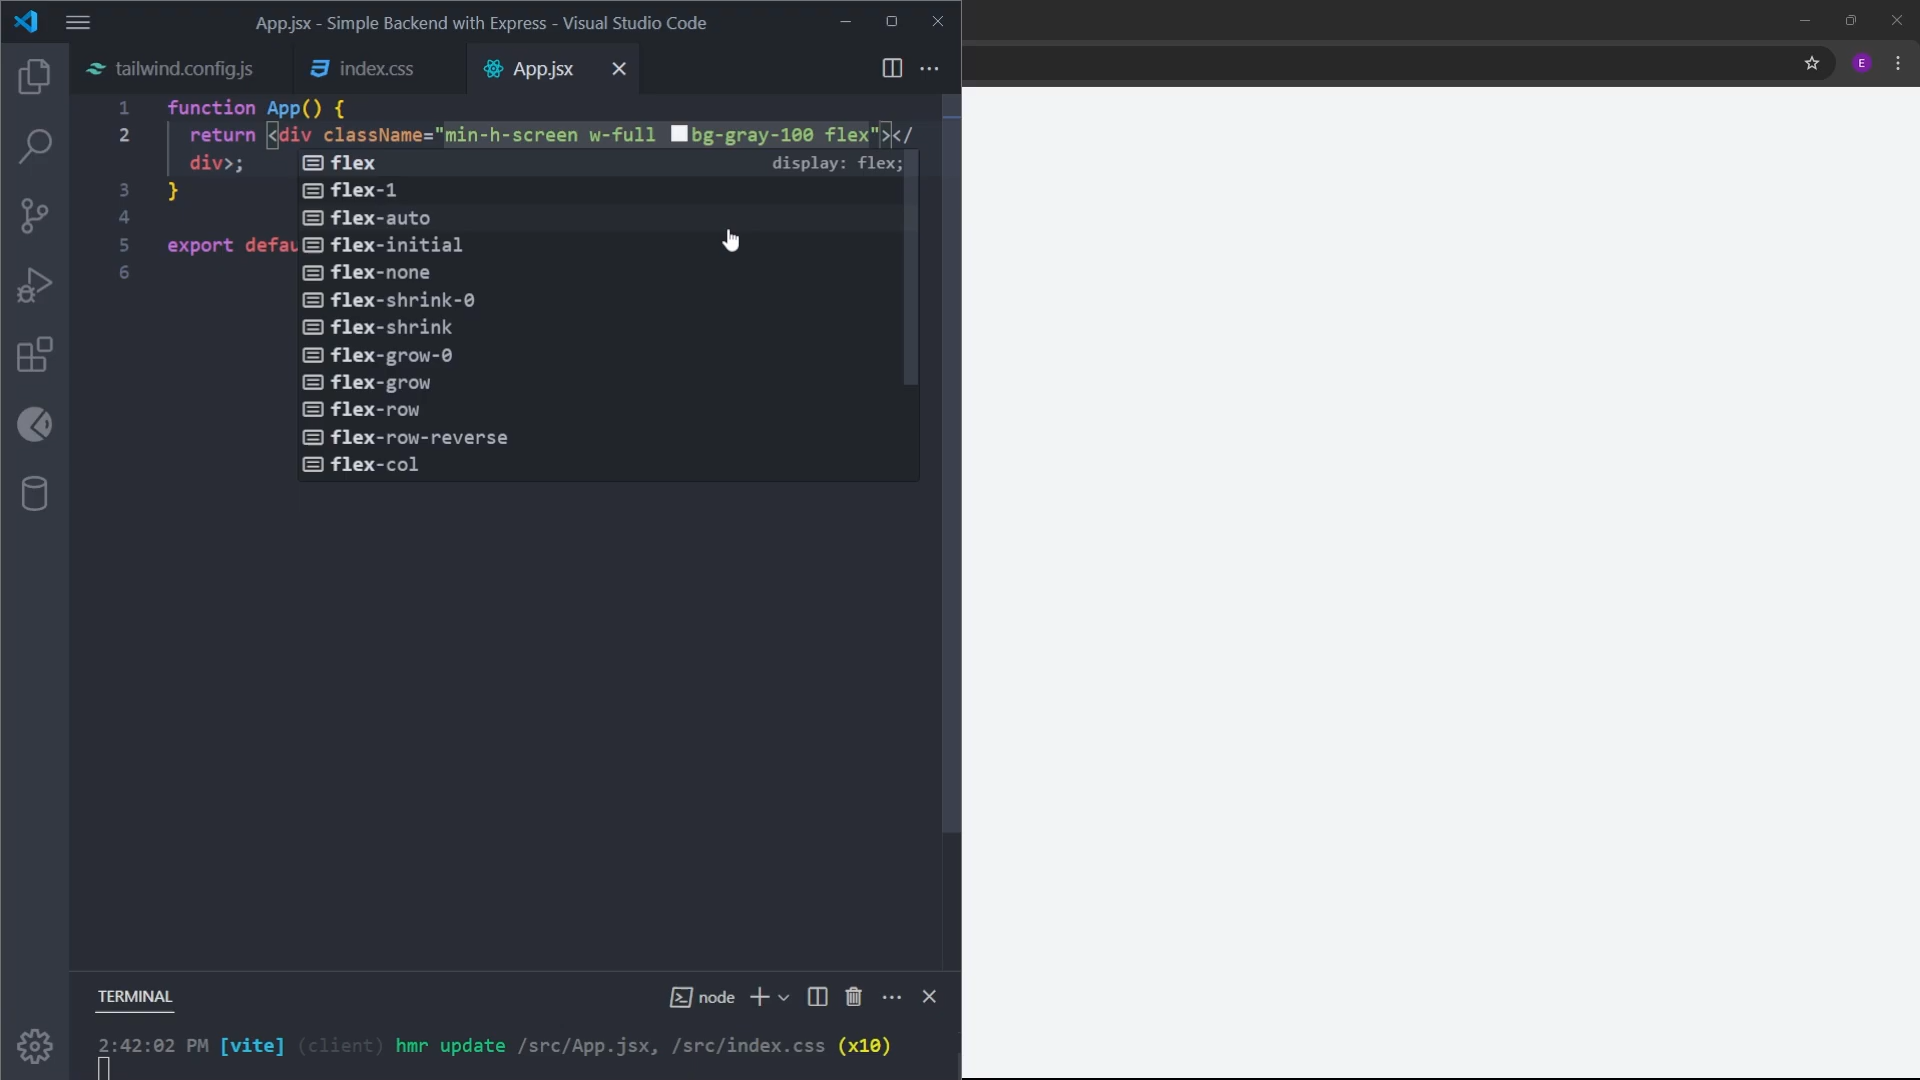 App.jsx - Simple Backend with Express - Visual Studio Code
tailwind.config.js
index.css
App.jsx
E
1 function App() {
2 return <div className="min-h-screen w-full bg-gray-100 flex"></
div>;
3 }
4
5 export defau
6
flex display: flex;
flex-1
flex-auto
flex-initial
flex-none
flex-shrink-0
flex-shrink
flex-grow-0
flex-grow
flex-row
flex-row-reverse
flex-col
TERMINAL
node
2:42:02 PM [vite] (client) hmr update /src/App.jsx, /src/index.css (x10)